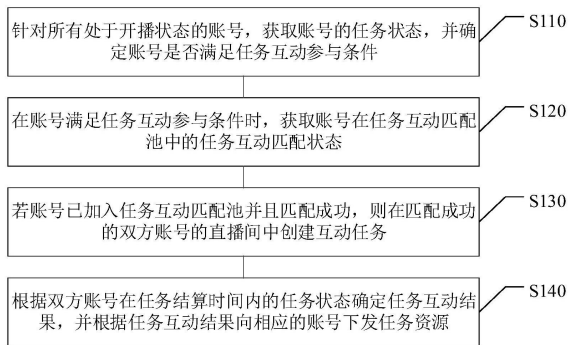 针对所有处于开播状态的账号，获取账号的任务状态，并确
定账号是否满足任务互动参与条件
S110
在账号满足任务互动参与条件时，获取账号在任务互动匹配
池中的任务互动匹配状态
S120
若账号已加入任务互动匹配池并且匹配成功，则在匹配成功
的双方账号的直播间中创建互动任务
S130
根据双方账号在任务结算时间内的任务状态确定任务互动结
果，并根据任务互动结果向相应的账号下发任务资源
S140